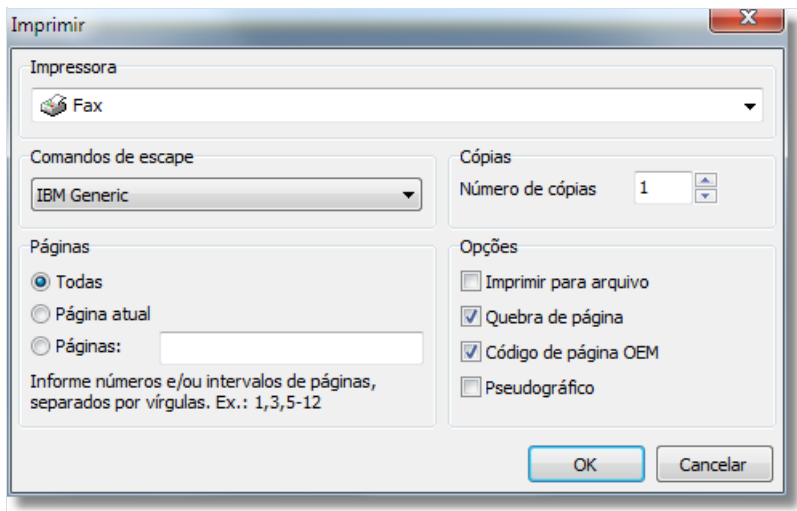 Imprimir
Impressora
Fax
Comandos de escape
IBM Generic
Cópias
Número de cópias 1
Páginas
Todas
Página atual
Páginas:
Informe números e/ou intervalos de páginas,
separados por vírgulas. Ex.: 1,3,5-12
Opções
Imprimir para arquivo
Quebra de página
Código de página OEM
Pseudográfico
OK Cancelar